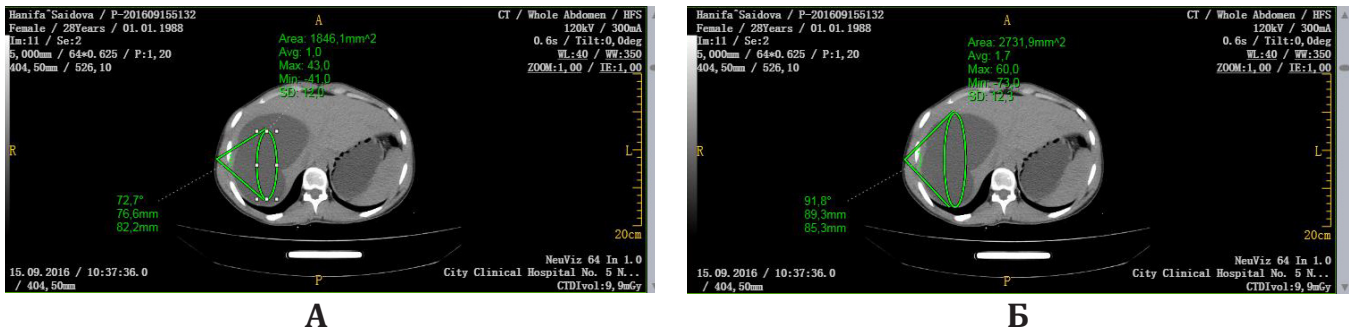 Hanifa^Saidova / P-201609155132
Female / 28Years / 01.01.1988
Im:11 / Se:2
5,000mm / 64*0.625 / P:1,20
404,50mm / 526,10
A
CT / Whole Abdomen / HFS
120kV / 300mA
0.6s / Tilt:0,0deg
WL:40 / WW:350
ZOOM:1,00 / IE:1,00
Area: 1846,1mm^2
Avg: 1,0
Max: 43,0
Min: -41,0
SD: 12,0
R
L
72,7°
76,6mm
82,2mm
20cm
15.09.2016 / 10:37:36.0
/ 404,50mm
P
NeuViz 64 In 1.0
City Clinical Hospital No. 5 N...
CTDIvol:9,9mGy
А
Hanifa^Saidova / P-201609155132
Female / 28Years / 01.01.1988
Im:11 / Se:2
5,000mm / 64*0.625 / P:1,20
404,50mm / 526,10
A
CT / Whole Abdomen / HFS
120kV / 300mA
0.6s / Tilt:0,0deg
WL:40 / WW:350
ZOOM:1,00 / IE:1,00
Area: 2731,9mm^2
Avg: 1,7
Max: 60,0
Min: -73,0
SD: 12,3
R
L
91,8°
89,3mm
85,3mm
20cm
15.09.2016 / 10:37:36.0
/ 404,50mm
P
NeuViz 64 In 1.0
City Clinical Hospital No. 5 N...
CTDIvol:9,9mGy
Б